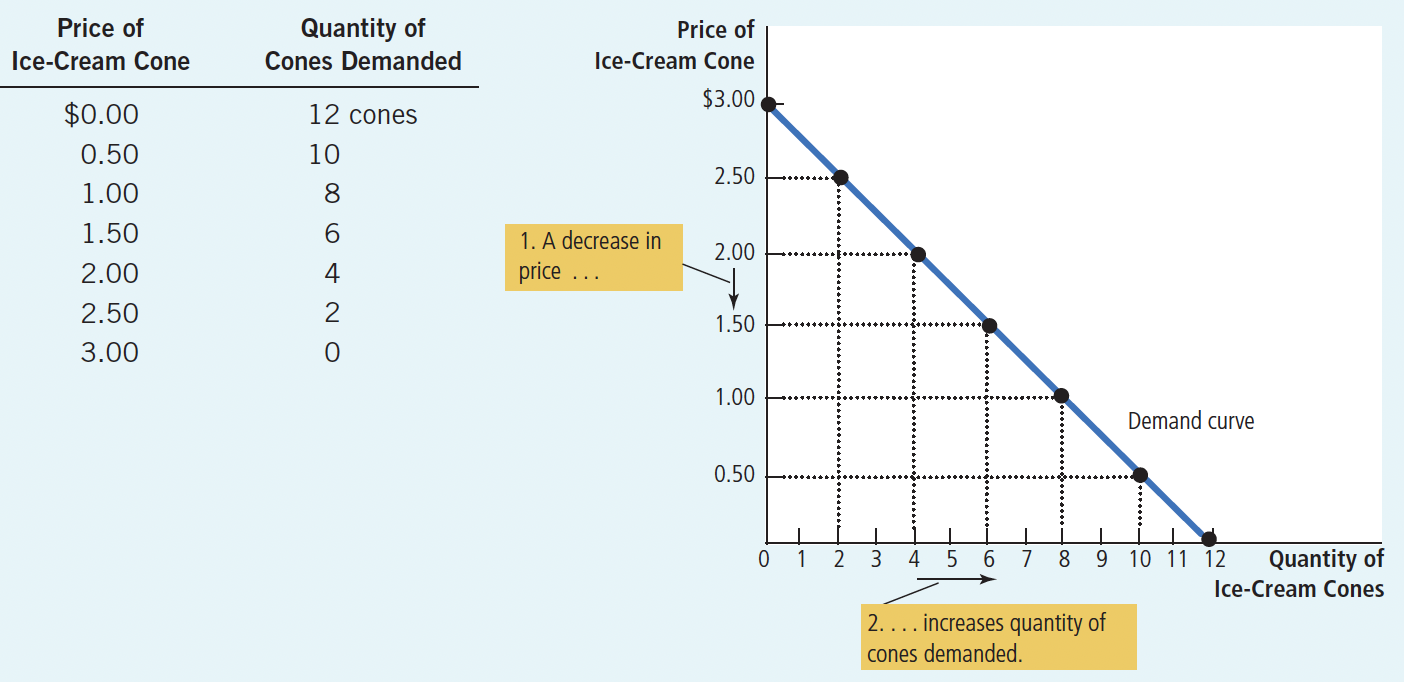 Price of Quantity of
Ice-Cream Cone Cones Demanded
$0.00 12 cones
0.50 10
1.00 8
1.50 6
2.00 4
2.50 2
3.00 0
Price of
Ice-Cream Cone
$3.00
2.50
2.00
1.50
1.00
0.50
1. A decrease in
price . . .
Demand curve
0 1 2 3 4 5 6 7 8 9 10 11 12
Quantity of
Ice-Cream Cones
2. . . . increases quantity of
cones demanded.